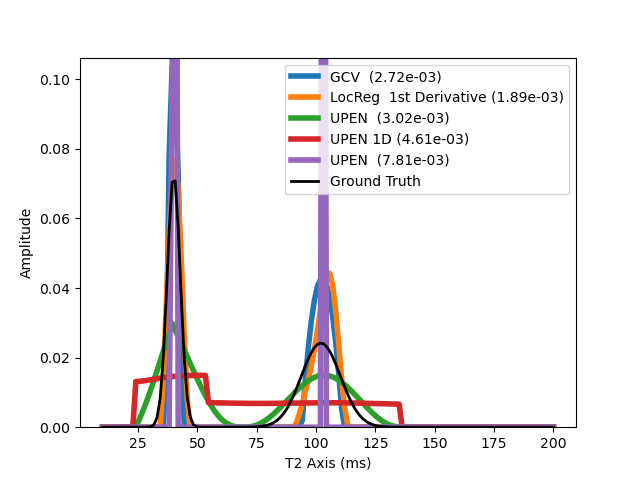 GCV (2.72e-03)
LocReg 1st Derivative (1.89e-03)
UPEN (3.02e-03)
UPEN 1D (4.61e-03)
UPEN (7.81e-03)
Ground Truth
0.10
0.08
0.06
0.04
0.02
0.00
Amplitude
25 50 75 100 125 150 175 200
T2 Axis (ms)